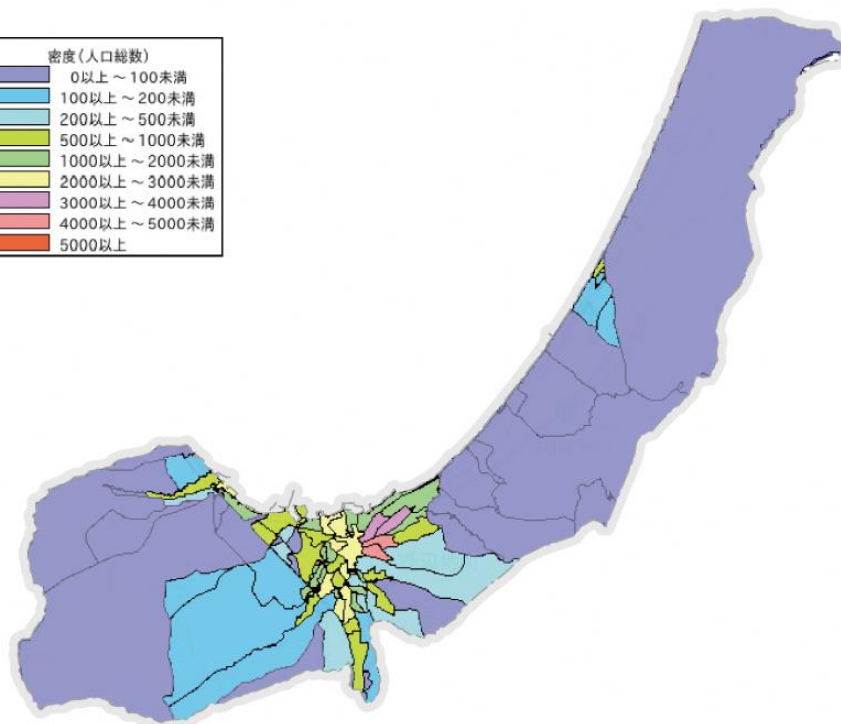 密度(人口総数)
0以上 ~ 100未満
100以上 ~ 200未満
200以上 ~ 500未満
500以上 ~ 1000未満
1000以上 ~ 2000未満
2000以上 ~ 3000未満
3000以上 ~ 4000未満
4000以上 ~ 5000未満
5000以上